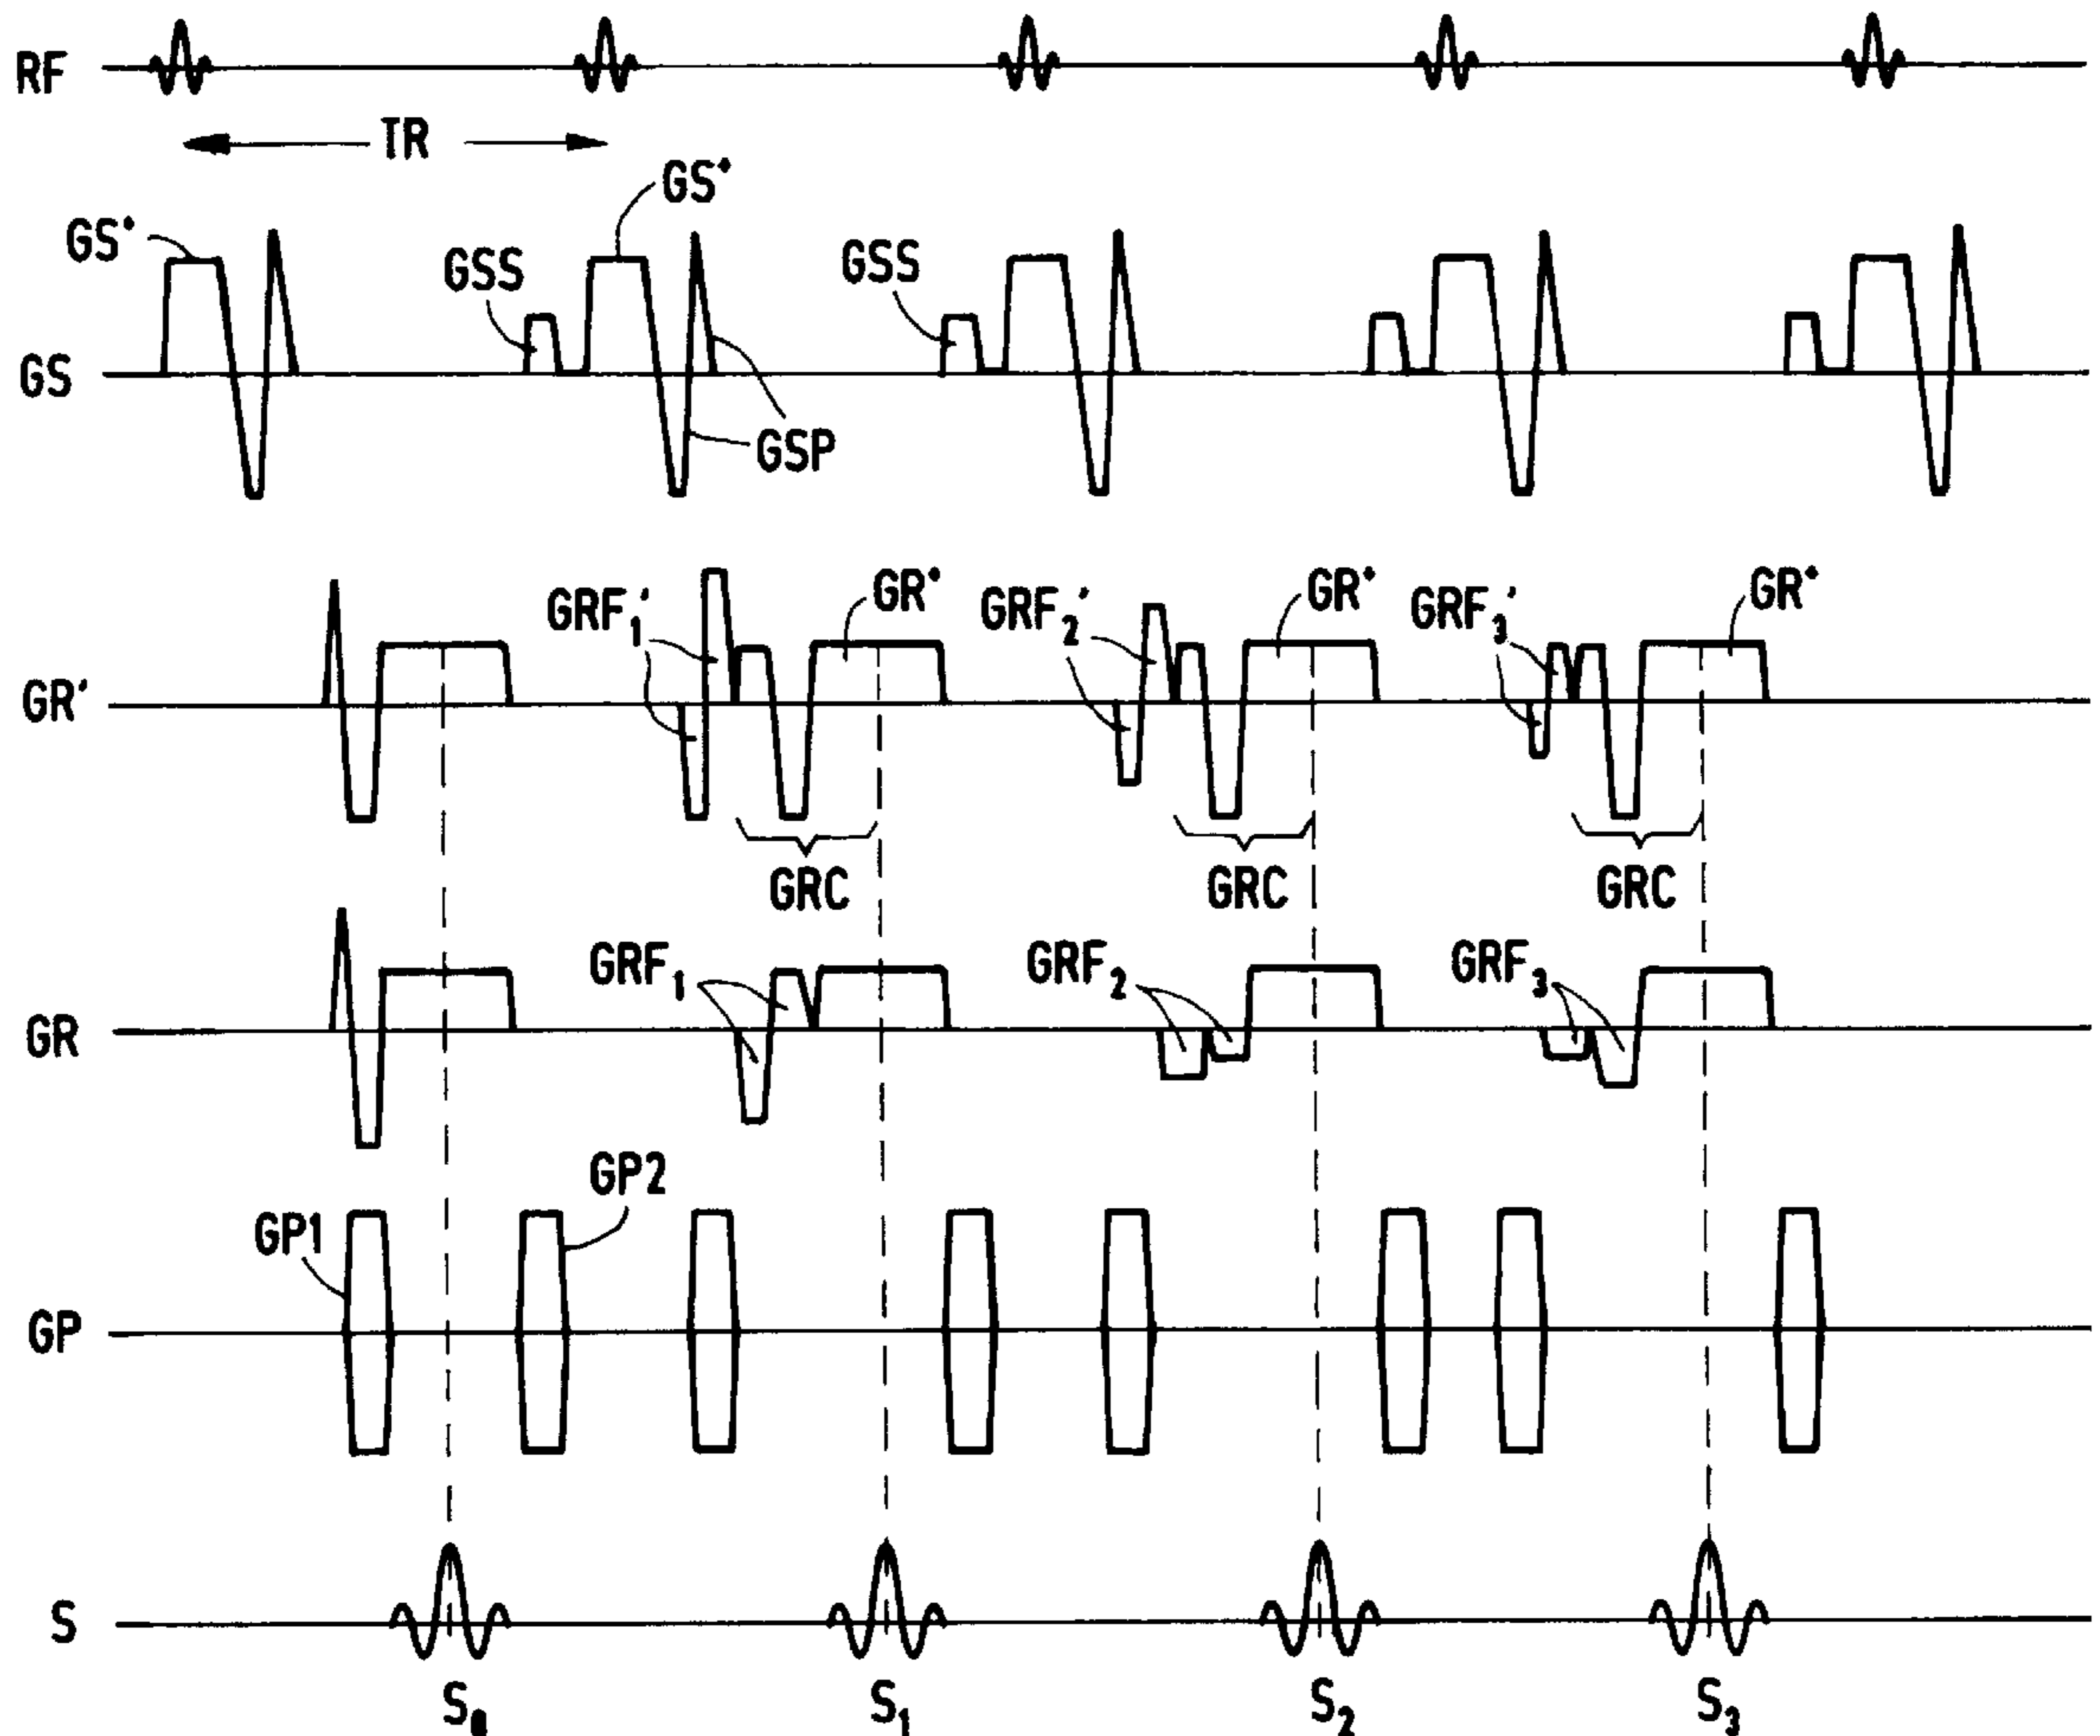 RF
TR
GS•
GS•
GSS
GSS
GS
GSP
GRF₁′
GR•
GRF₂′
GR•
GRF₃′
GR•
GR′
GRC
GRC
GRC
GRF₁
GRF₂
GRF₃
GR
GP2
GP1
GP
S
S₀
S₁
S₂
S₃